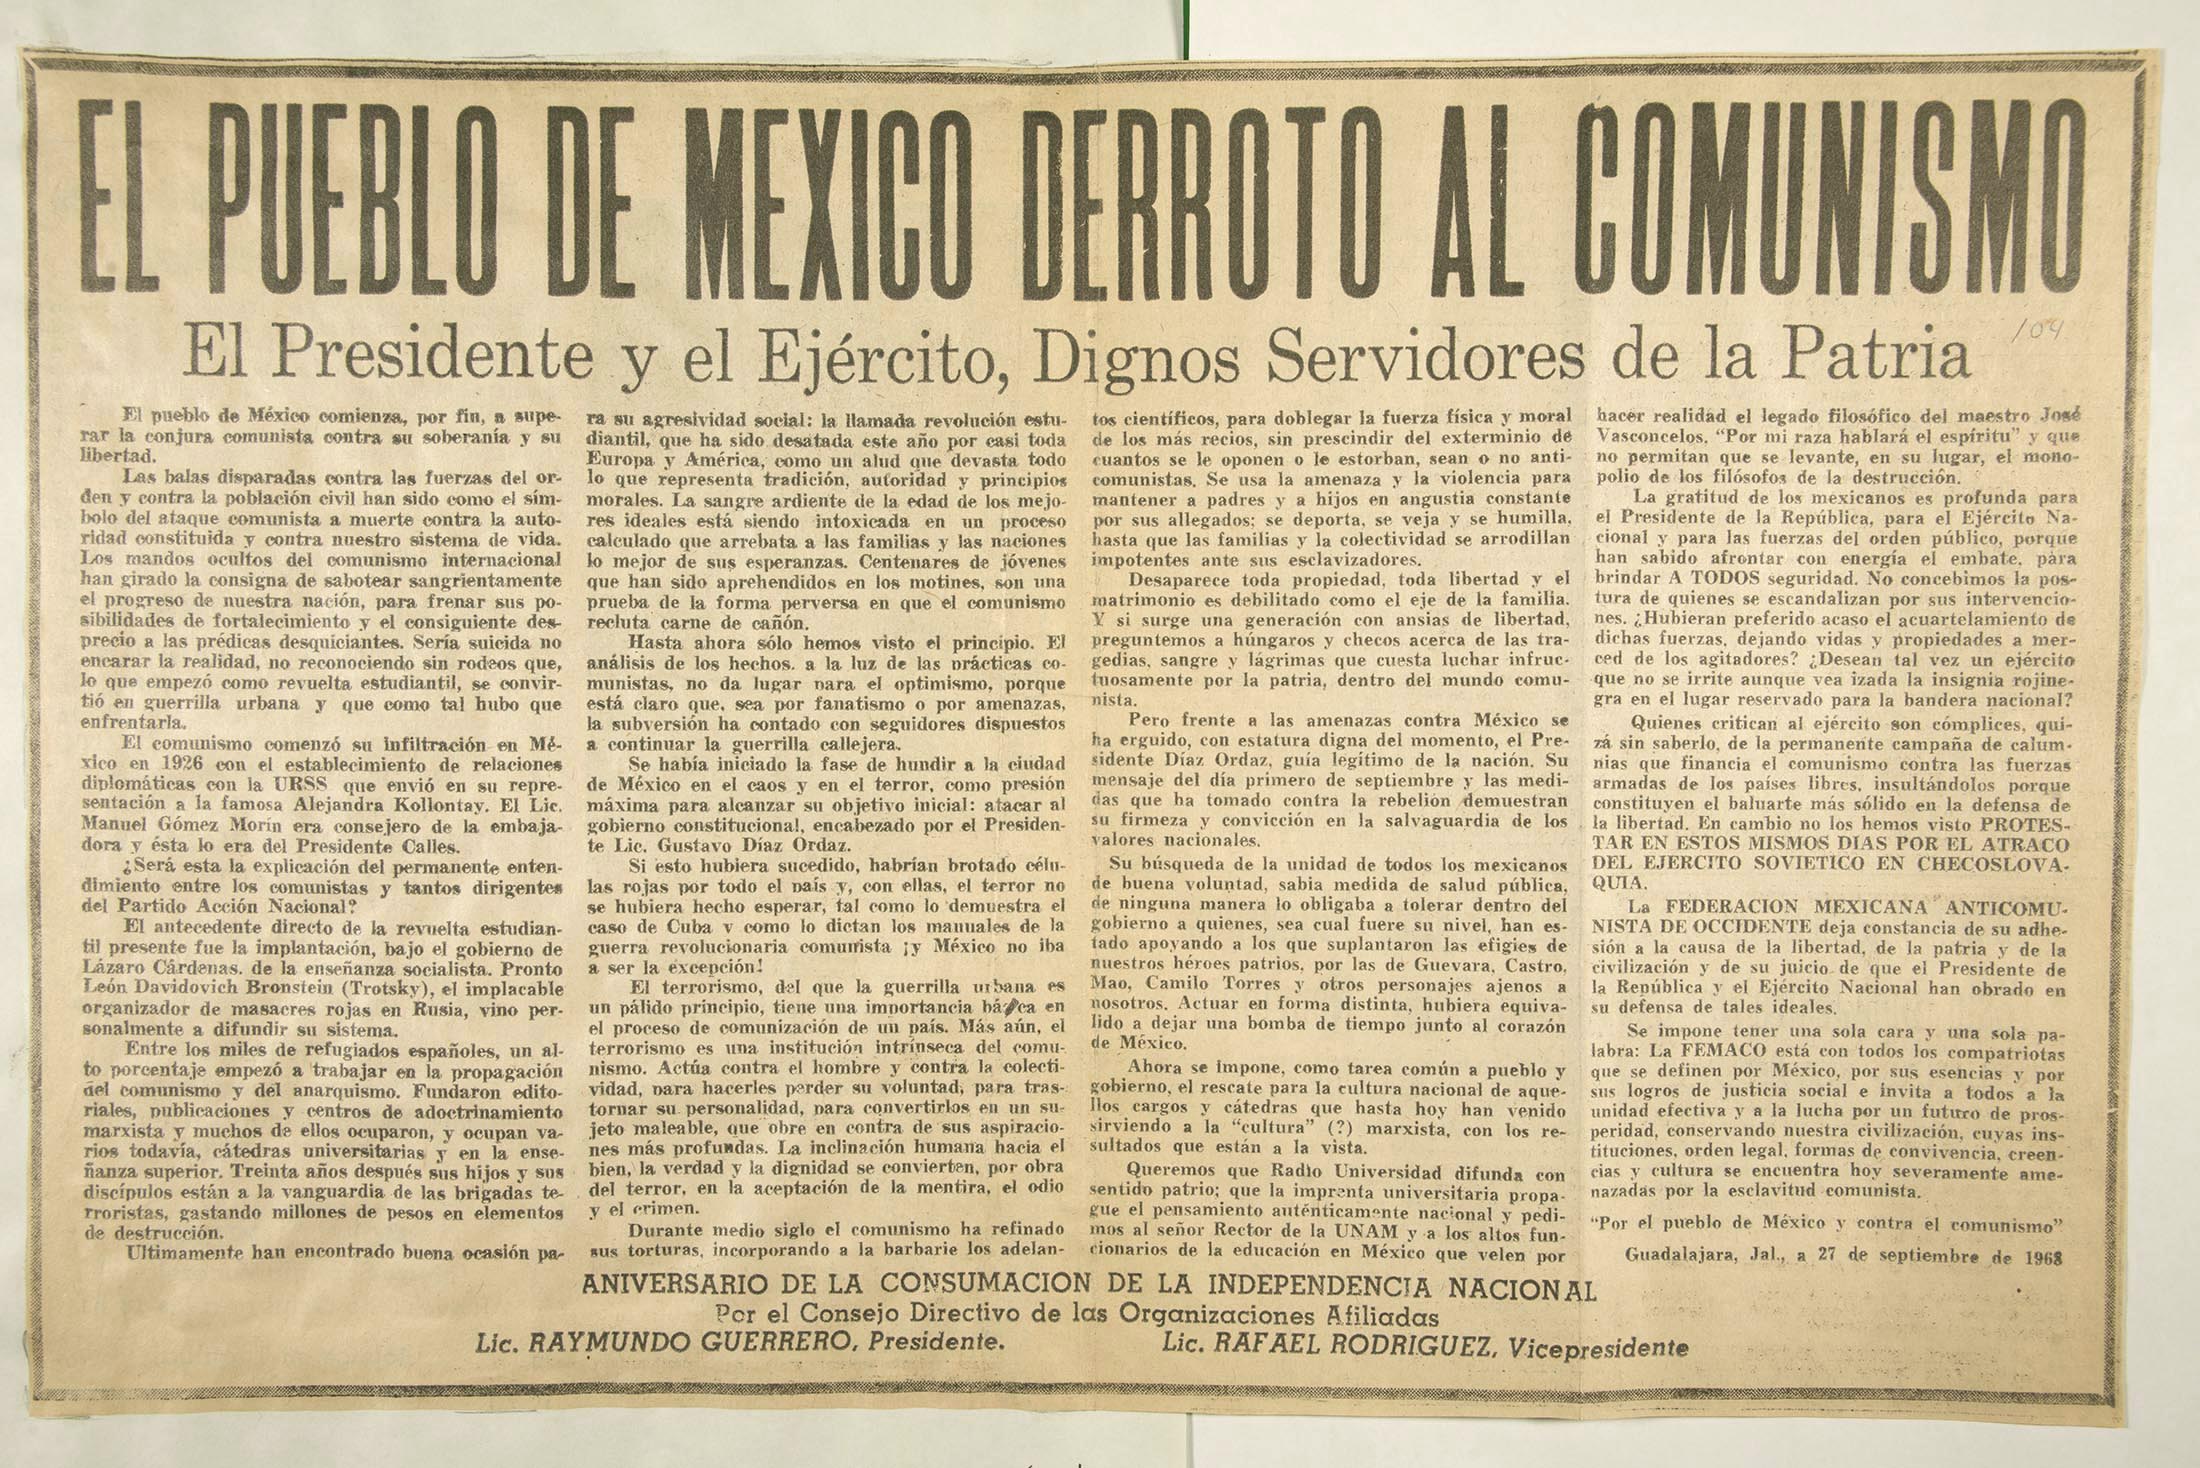 EL PUEBLO DE MEXICO DERROTO AL COMUNISMO
El Presidente y el Ejército, Dignos Servidores de la Patria
104
El pueblo de México comienza, por fin, a supe-
rar la conjura comunista contra su soberanía y su
libertad.
Las balas disparadas contra las fuerzas del or-
den y contra la población civil han sido como el sím-
bolo del ataque comunista a muerte contra la auto-
ridad constituida y contra nuestro sistema de vida.
Los mandos ocultos del comunismo internacional
han girado la consigna de sabotear sangrientamente
el progreso de nuestra nación, para frenar sus po-
sibilidades de fortalecimiento y el consiguiente des-
precio a las prédicas desquiciantes. Sería suicida no
encarar la realidad, no reconociendo sin rodeos que,
lo que empezó como revuelta estudiantil, se convir-
tió en guerrilla urbana y que como tal hubo que
enfrentarla.
El comunismo comenzó su infiltración en Mé-
xico en 1926 con el establecimiento de relaciones
diplomáticas con la URSS que envió en su repre-
sentación a la famosa Alejandra Kollontay. El Lic.
Manuel Gómez Morín era consejero de la embaja-
dora y ésta lo era del Presidente Calles.
¿Será esta la explicación del permanente enten-
dimiento entre los comunistas y tantos dirigentes
del Partido Acción Nacional?
El antecedente directo de la revuelta estudian-
til presente fue la implantación, bajo el gobierno de
Lázaro Cárdenas. de la enseñanza socialista. Pronto
León Davidovich Bronstein (Trotsky), el implacable
organizador de masacres rojas en Rusia, vino per-
sonalmente a difundir su sistema.
Entre los miles de refugiados españoles, un al-
to porcentaje empezó a trabajar en la propagación
del comunismo y del anarquismo. Fundaron edito-
riales, publicaciones y centros de adoctrinamiento
marxista y muchos de ellos ocuparon, y ocupan va-
rios todavía, cátedras universitarias y en la ense-
ñanza superior. Treinta años después sus hijos y sus
discípulos están a la vanguardia de las brigadas te-
rroristas, gastando millones de pesos en elementos
de destrucción.
Ultimamente han encontrado buena ocasión pa-
ra su agresividad social: la llamada revolución estu-
diantil, que ha sido desatada este año por casi toda
Europa y América, como un alud que devasta todo
lo que representa tradición, autoridad y principios
morales. La sangre ardiente de la edad de los mejo-
res ideales está siendo intoxicada en un proceso
calculado que arrebata a las familias y las naciones
lo mejor de sus esperanzas. Centenares de jóvenes
que han sido aprehendidos en los motines, son una
prueba de la forma perversa en que el comunismo
recluta carne de cañón.
Hasta ahora sólo hemos visto el principio. El
análisis de los hechos. a la luz de las prácticas co-
munistas, no da lugar para el optimismo, porque
está claro que, sea por fanatismo o por amenazas,
la subversión ha contado con seguidores dispuestos
a continuar la guerrilla callejera.
Se había iniciado la fase de hundir a la ciudad
de México en el caos y en el terror, como presión
máxima para alcanzar su objetivo inicial: atacar al
gobierno constitucional, encabezado por el Presiden-
te Lic. Gustavo Díaz Ordaz.
Si esto hubiera sucedido, habrían brotado célu-
las rojas por todo el país y, con ellas, el terror no
se hubiera hecho esperar, tal como lo demuestra el
caso de Cuba y como lo dictan los manuales de la
guerra revolucionaria comunista ¡y México no iba
a ser la excepción!
El terrorismo, del que la guerrilla urbana es
un pálido principio, tiene una importancia básica en
el proceso de comunización de un país. Más aún, el
terrorismo es una institución intrínseca del comu-
nismo. Actúa contra el hombre y contra la colecti-
vidad, para hacerles perder su voluntad, para tras-
tornar su personalidad, para convertirlos en un su-
jeto maleable, que obre en contra de sus aspiracio-
nes más profundas. La inclinación humana hacia el
bien, la verdad y la dignidad se convierten, por obra
del terror, en la aceptación de la mentira, el odio
y el crimen.
Durante medio siglo el comunismo ha refinado
sus torturas, incorporando a la barbarie los adelan-
tos científicos, para doblegar la fuerza física y moral
de los más recios, sin prescindir del exterminio de
cuantos se le oponen o le estorban, sean o no anti-
comunistas. Se usa la amenaza y la violencia para
mantener a padres y a hijos en angustia constante
por sus allegados; se deporta, se veja y se humilla,
hasta que las familias y la colectividad se arrodillan
impotentes ante sus esclavizadores.
Desaparece toda propiedad, toda libertad y el
matrimonio es debilitado como el eje de la familia.
Y si surge una generación con ansias de libertad,
preguntemos a húngaros y checos acerca de las tra-
gedias, sangre y lágrimas que cuesta luchar infruc-
tuosamente por la patria, dentro del mundo comu-
nista.
Pero frente a las amenazas contra México se
ha erguido, con estatura digna del momento, el Pre-
sidente Díaz Ordaz, guía legítimo de la nación. Su
mensaje del día primero de septiembre y las medi-
das que ha tomado contra la rebelión demuestran
su firmeza y convicción en la salvaguardia de los
valores nacionales.
Su búsqueda de la unidad de todos los mexicanos
de buena voluntad, sabia medida de salud pública,
de ninguna manera lo obligaba a tolerar dentro del
gobierno a quienes, sea cual fuere su nivel, han es-
tado apoyando a los que suplantaron las efigies de
nuestros héroes patrios, por las de Guevara, Castro,
Mao, Camilo Torres y otros personajes ajenos a
nosotros. Actuar en forma distinta, hubiera equiva-
lido a dejar una bomba de tiempo junto al corazón
de México.
Ahora se impone, como tarea común a pueblo y
gobierno, el rescate para la cultura nacional de aque-
llos cargos y cátedras que hasta hoy han venido
sirviendo a la "cultura" (?) marxista, con los re-
sultados que están a la vista.
Queremos que Radio Universidad difunda con
sentido patrio; que la imprenta universitaria propa-
gue el pensamiento auténticamente nacional y pedi-
mos al señor Rector de la UNAM y a los altos fun-
cionarios de la educación en México que velen por
hacer realidad el legado filosófico del maestro José
Vasconcelos. "Por mi raza hablará el espíritu" y que
no permitan que se levante, en su lugar, el mono-
polio de los filósofos de la destrucción.
La gratitud de los mexicanos es profunda para
el Presidente de la República, para el Ejército Na-
cional y para las fuerzas del orden público, porque
han sabido afrontar con energía el embate, para
brindar A TODOS seguridad. No concebimos la pos-
tura de quienes se escandalizan por sus intervencio-
nes. ¿Hubieran preferido acaso el acuartelamiento de
dichas fuerzas, dejando vidas y propiedades a mer-
ced de los agitadores? ¿Desean tal vez un ejército
que no se irrite aunque vea izada la insignia rojine-
gra en el lugar reservado para la bandera nacional?
Quienes critican al ejército son cómplices, qui-
zá sin saberlo, de la permanente campaña de calum-
nias que financia el comunismo contra las fuerzas
armadas de los países libres, insultándolos porque
constituyen el baluarte más sólido en la defensa de
la libertad. En cambio no los hemos visto PROTES-
TAR EN ESTOS MISMOS DIAS POR EL ATRACO
DEL EJERCITO SOVIETICO EN CHECOSLOVA-
QUIA.
La FEDERACION MEXICANA ANTICOMU-
NISTA DE OCCIDENTE deja constancia de su adhe-
sión a la causa de la libertad, de la patria y de la
civilización y de su juicio de que el Presidente de
la República y el Ejército Nacional han obrado en
su defensa de tales ideales.
Se impone tener una sola cara y una sola pa-
labra: La FEMACO está con todos los compatriotas
que se definen por México, por sus esencias y por
sus logros de justicia social e invita a todos a la
unidad efectiva y a la lucha por un futuro de pros-
peridad, conservando nuestra civilización, cuyas ins-
tituciones, orden legal, formas de convivencia, creen-
cias y cultura se encuentra hoy severamente ame-
nazadas por la esclavitud comunista.
"Por el pueblo de México y contra el comunismo"
Guadalajara, Jal., a 27 de septiembre de 1968
ANIVERSARIO DE LA CONSUMACION DE LA INDEPENDENCIA NACIONAL
Por el Consejo Directivo de las Organizaciones Afiliadas
Lic. RAYMUNDO GUERRERO, Presidente. Lic. RAFAEL RODRIGUEZ, Vicepresidente